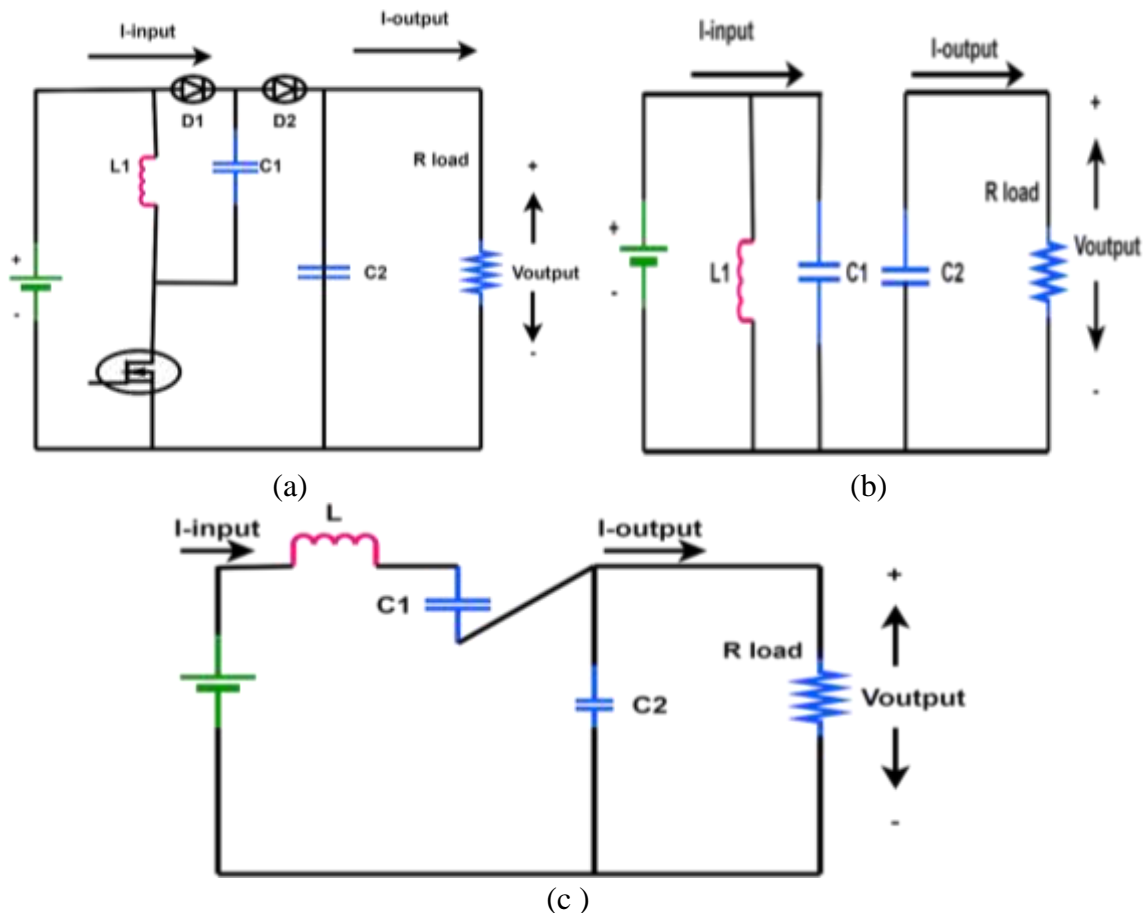 I-input
I-output
D1
D2
L1
C1
R load
+
+
-
C2
Voutput
-
(a)
I-input
I-output
+
R load
+
-
L1
C1
C2
Voutput
-
(b)
I-input
L
I-output
C1
+
R load
C2
Voutput
-
(c )